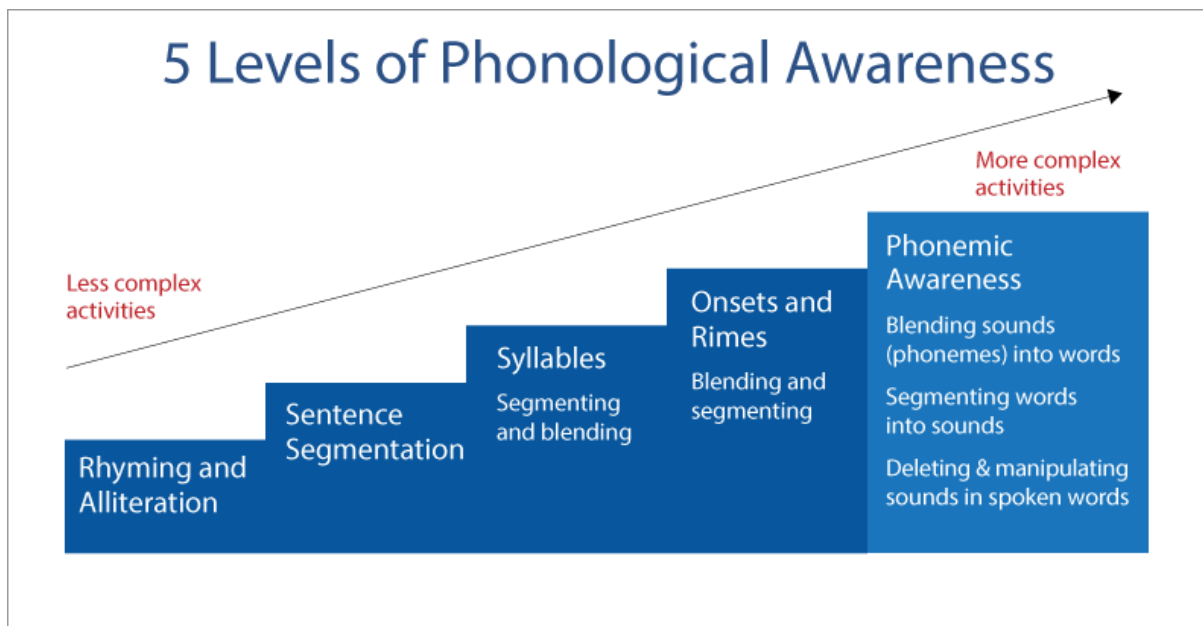 5 Levels of Phonological Awareness
Less complex
activities
More complex
activities
Rhyming and
Alliteration
Sentence
Segmentation
Syllables
Segmenting
and blending
Onsets and
Rimes
Blending and
segmenting
Phonemic
Awareness
Blending sounds
(phonemes) into words
Segmenting words
into sounds
Deleting & manipulating
sounds in spoken words